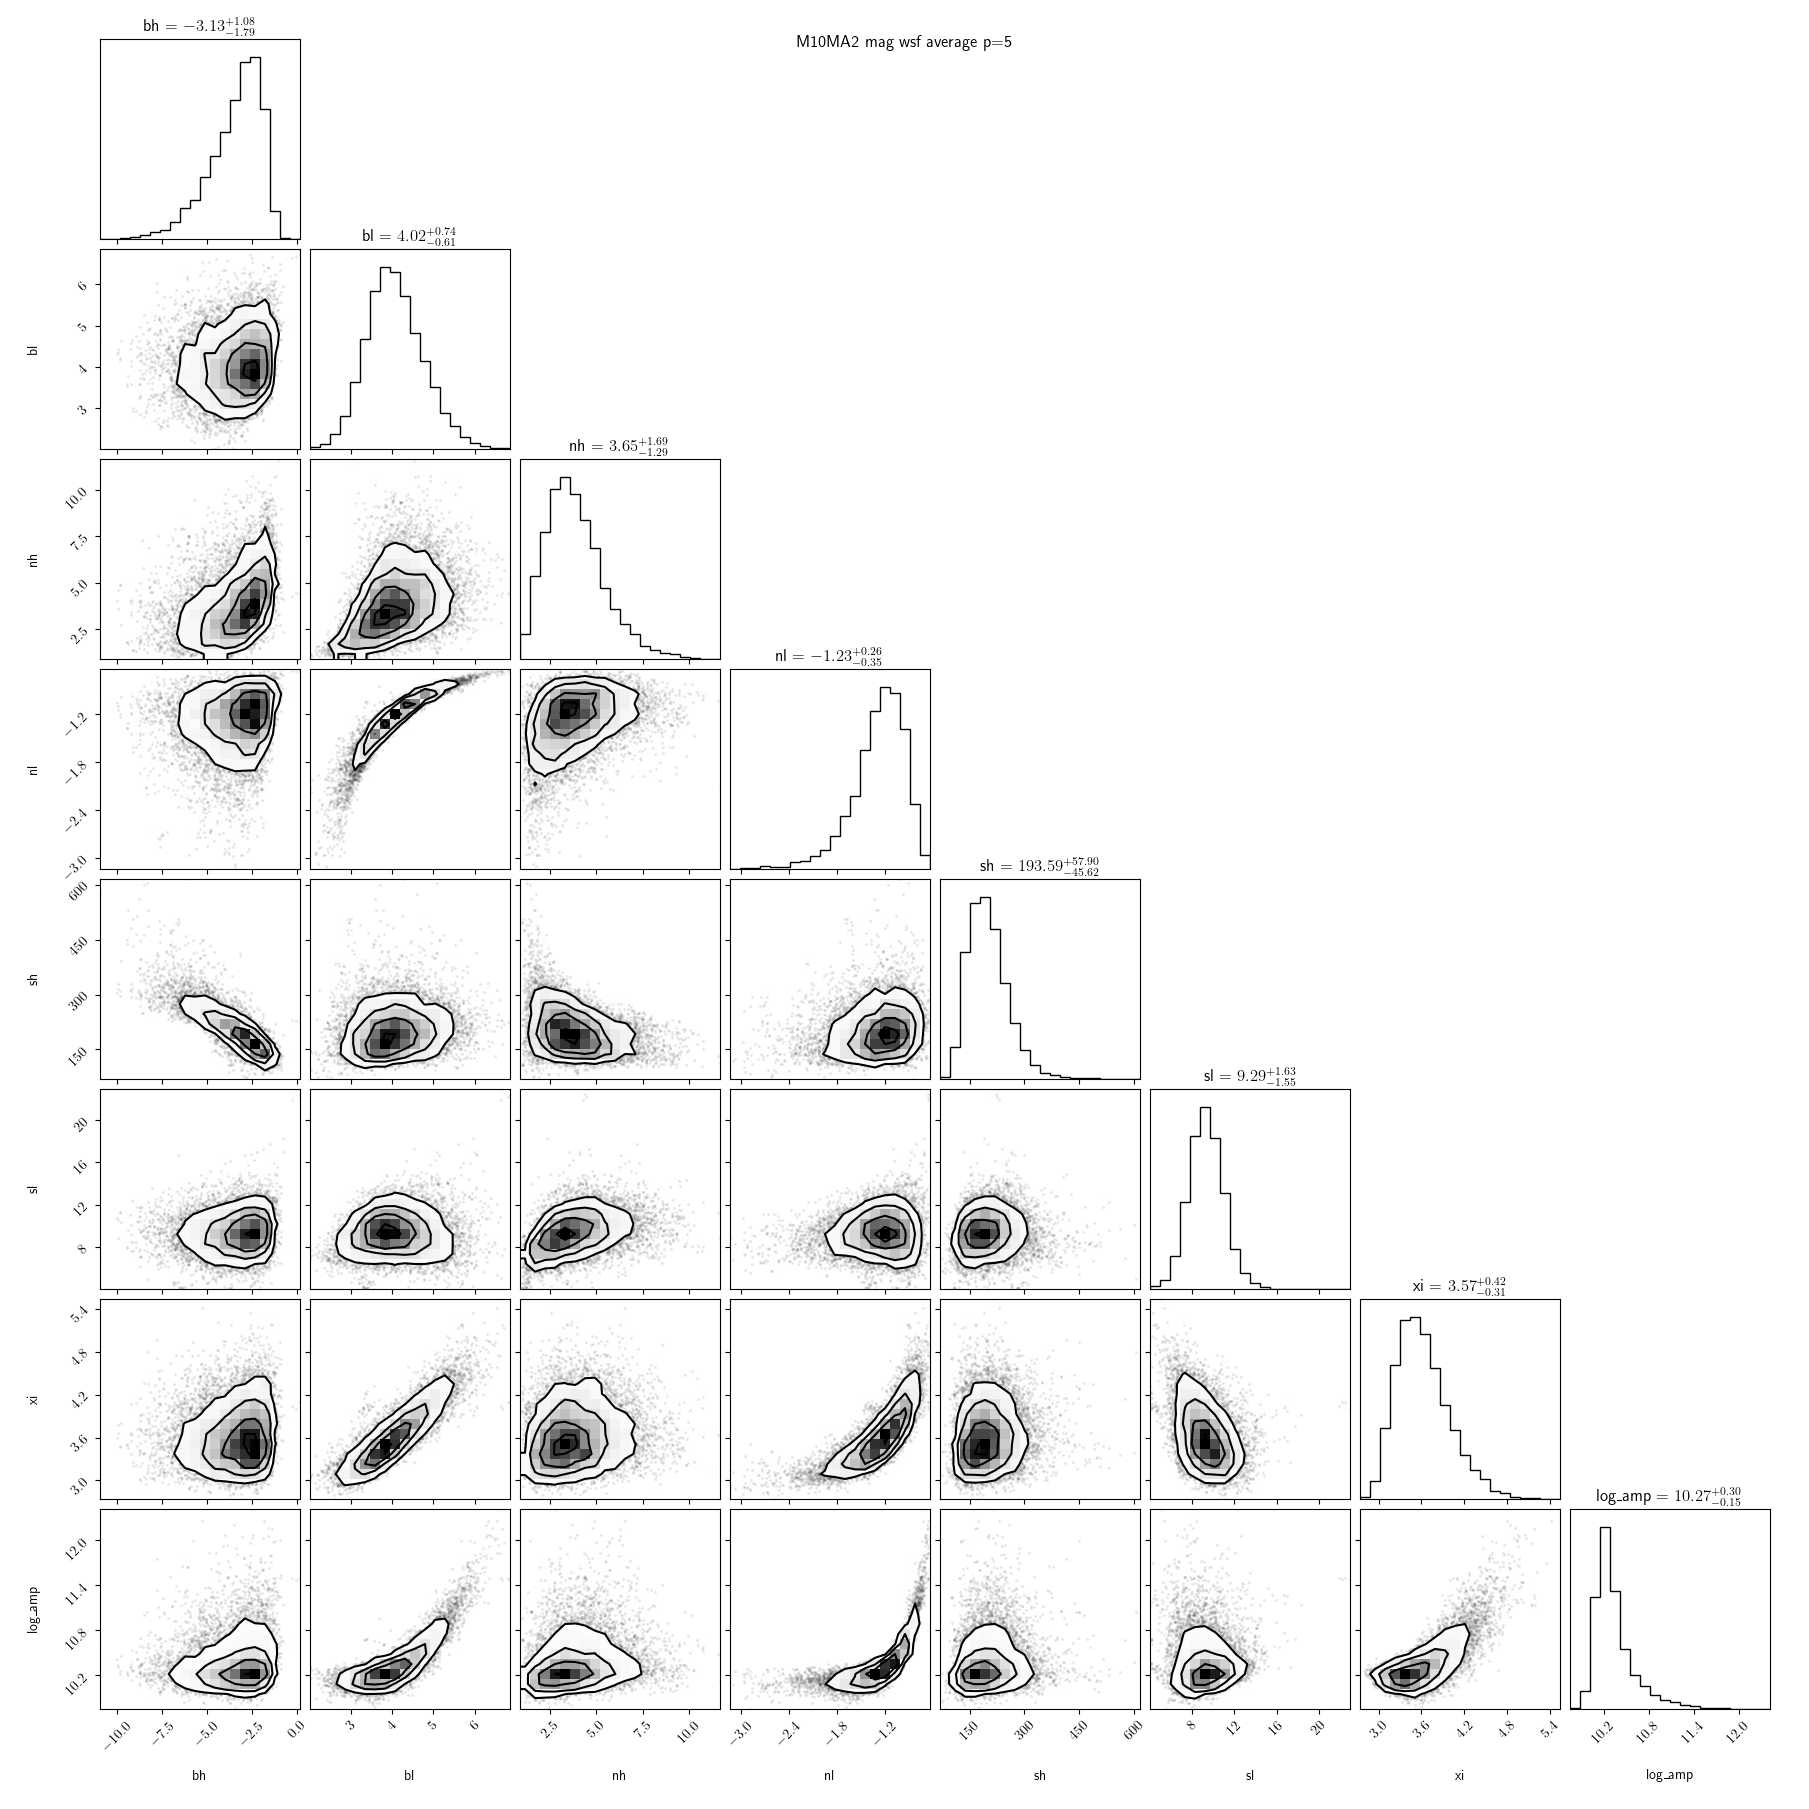 M10MA2 mag wsf average p=5
bh = −3.13+1.08 −1.79
bl = 4.02+0.74 −0.61
nh = 3.65+1.69 −1.29
nl = −1.23+0.26 −0.35
sh = 193.59+57.90 −45.62
sl = 9.29+1.63 −1.55
xi = 3.57+0.42 −0.31
log_amp = 10.27+0.30 −0.15
bl
6
5
4
3
nh
10.0
7.5
5.0
2.5
nl
−1.2
−1.8
−2.4
−3.0
sh
600
450
300
150
sl
20
16
12
8
xi
5.4
4.8
4.2
3.6
3.0
log_amp
12.0
11.4
10.8
10.2
−10.0 −7.5 −5.0 −2.5 0.0
3 4 5 6
2.5 5.0 7.5 10.0
−3.0 −2.4 −1.8 −1.2
150 300 450 600
8 12 16 20
3.0 3.6 4.2 4.8 5.4
10.2 10.8 11.4 12.0
bh bl nh nl sh sl xi log_amp